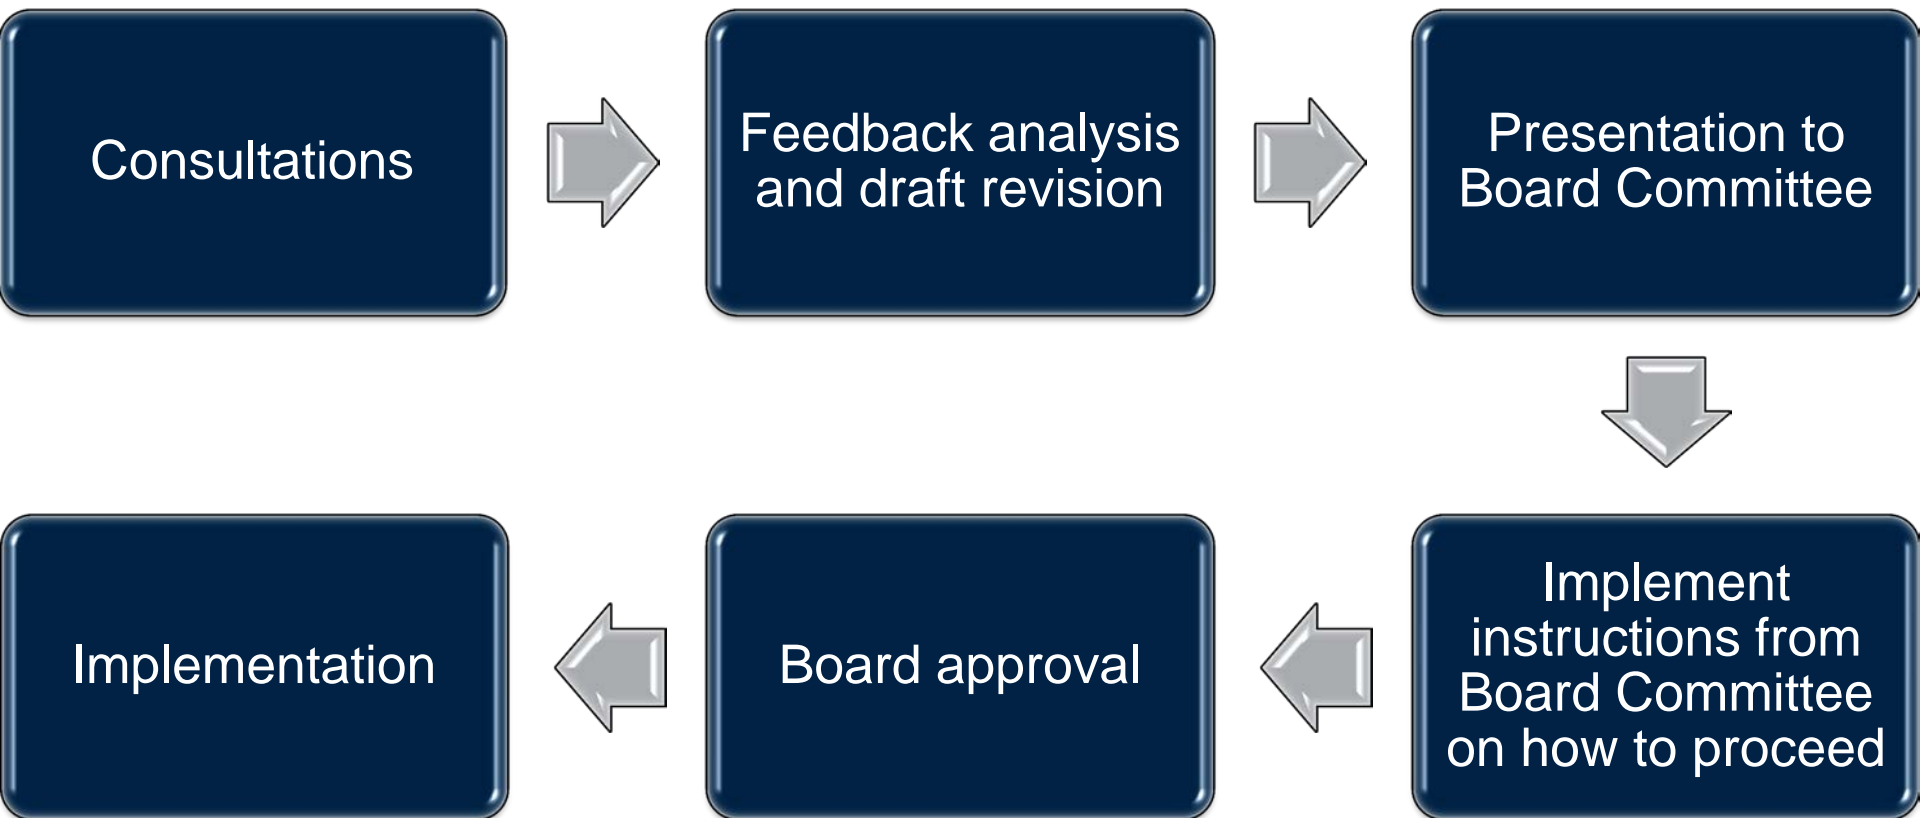 Consultations
Feedback analysis
and draft revision
Presentation to
Board Committee
Implement
instructions from
Board Committee
on how to proceed
Board approval
Implementation